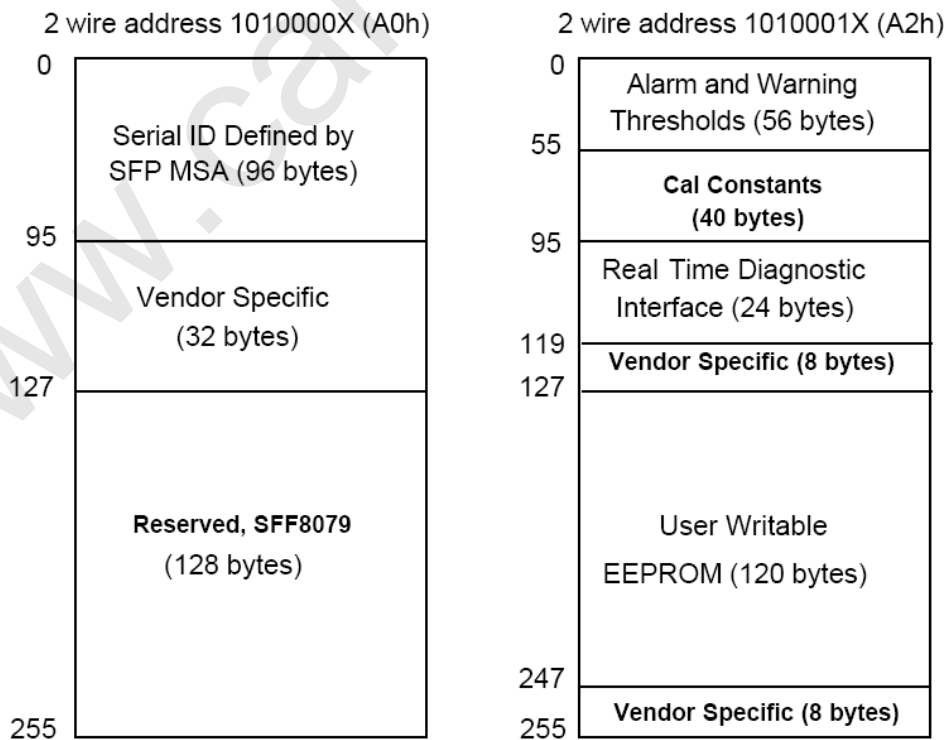 2 wire address 1010000X (A0h)
0
Serial ID Defined by
SFP MSA (96 bytes)
95
Vendor Specific
(32 bytes)
127
Reserved, SFF8079
(128 bytes)
255
2 wire address 1010001X (A2h)
0
Alarm and Warning
Thresholds (56 bytes)
55
Cal Constants
(40 bytes)
95
Real Time Diagnostic
Interface (24 bytes)
119
Vendor Specific (8 bytes)
127
User Writable
EEPROM (120 bytes)
247
Vendor Specific (8 bytes)
255
www.ca